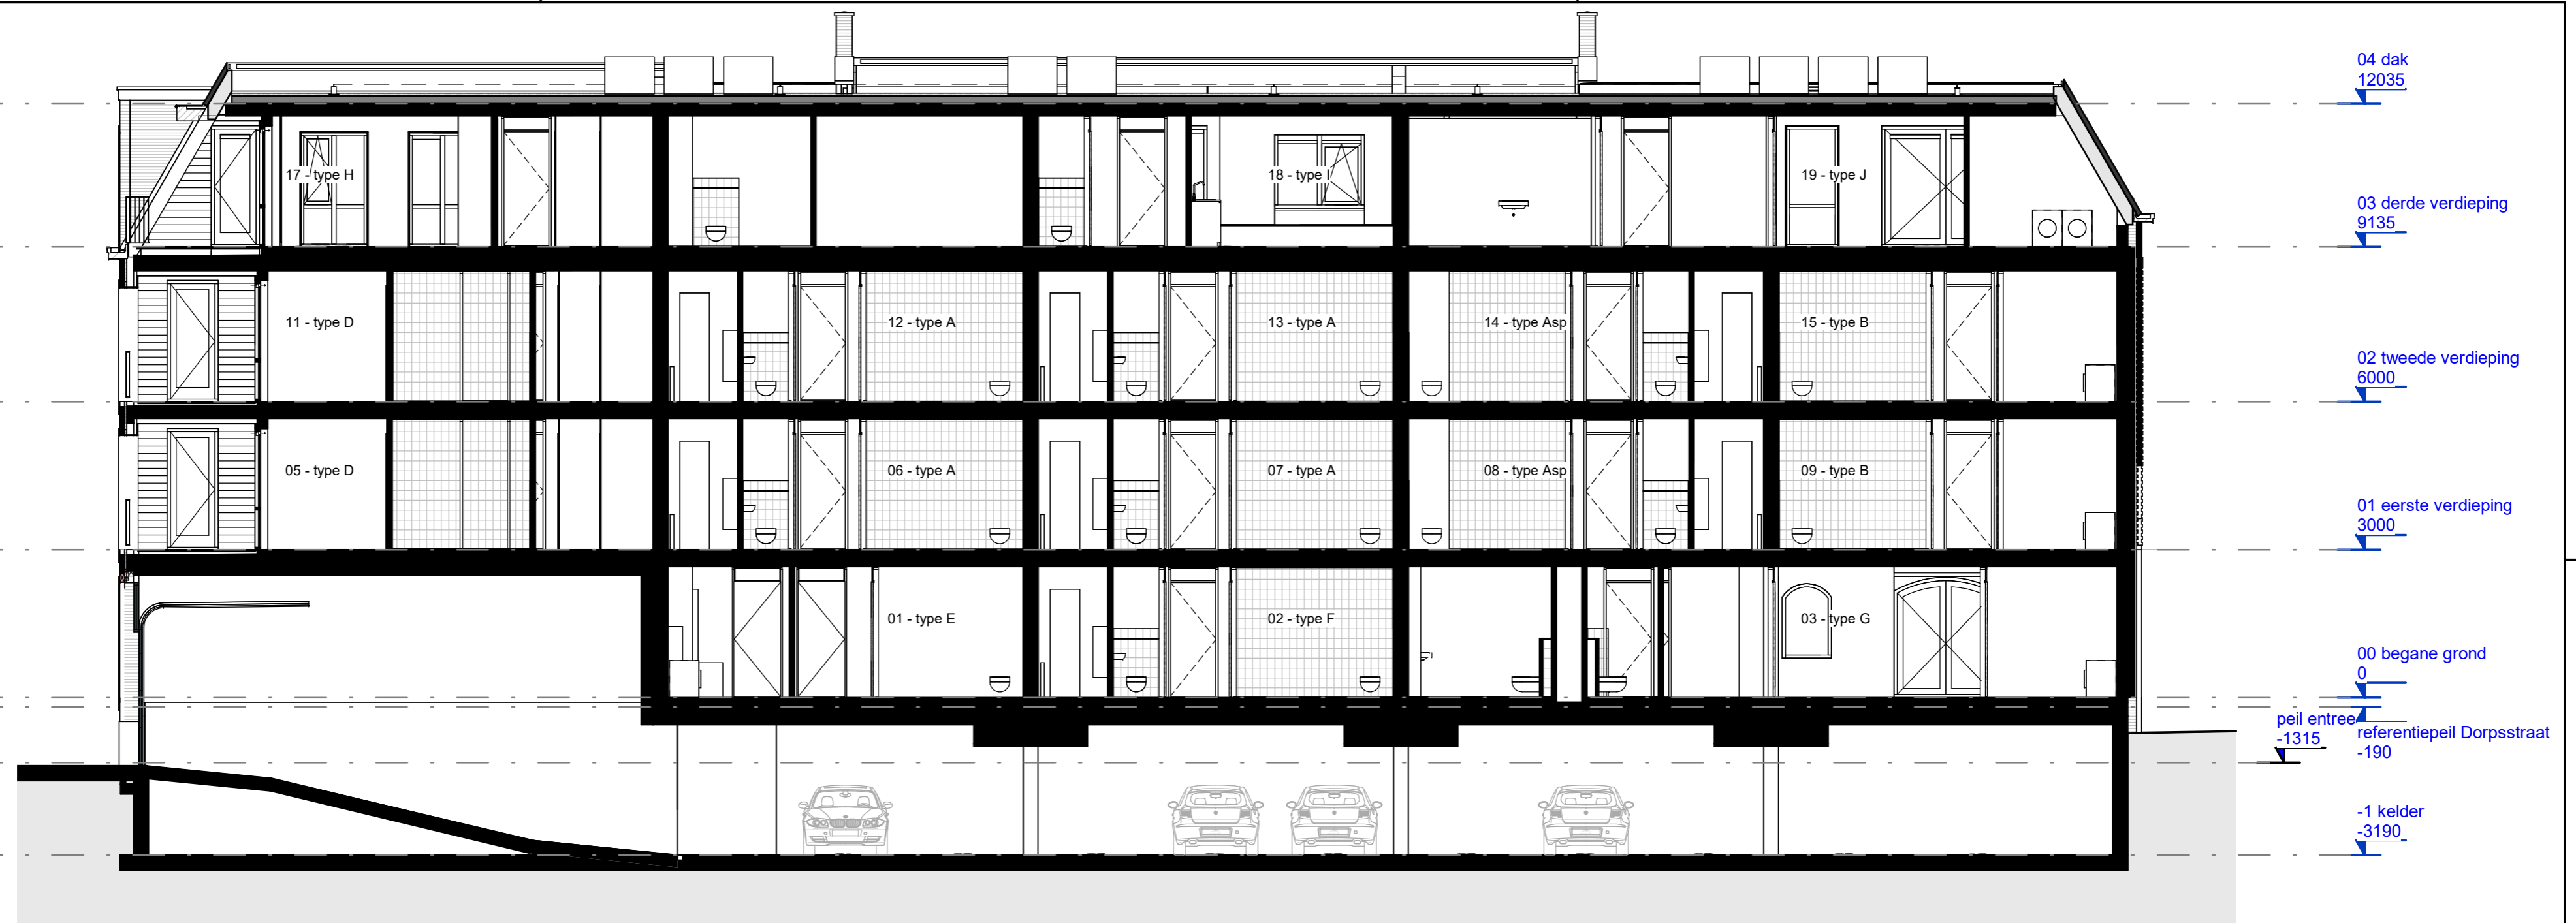 04 dak
12035
17 - type H
18 - type I
19 - type J
03 derde verdieping
9135
11 - type D
12 - type A
13 - type A
14 - type Asp
15 - type B
02 tweede verdieping
6000
05 - type D
06 - type A
07 - type A
08 - type Asp
09 - type B
01 eerste verdieping
3000
01 - type E
02 - type F
03 - type G
00 begane grond
0
peil entree
-1315
referentiepeil Dorpsstraat
-190
-1 kelder
-3190